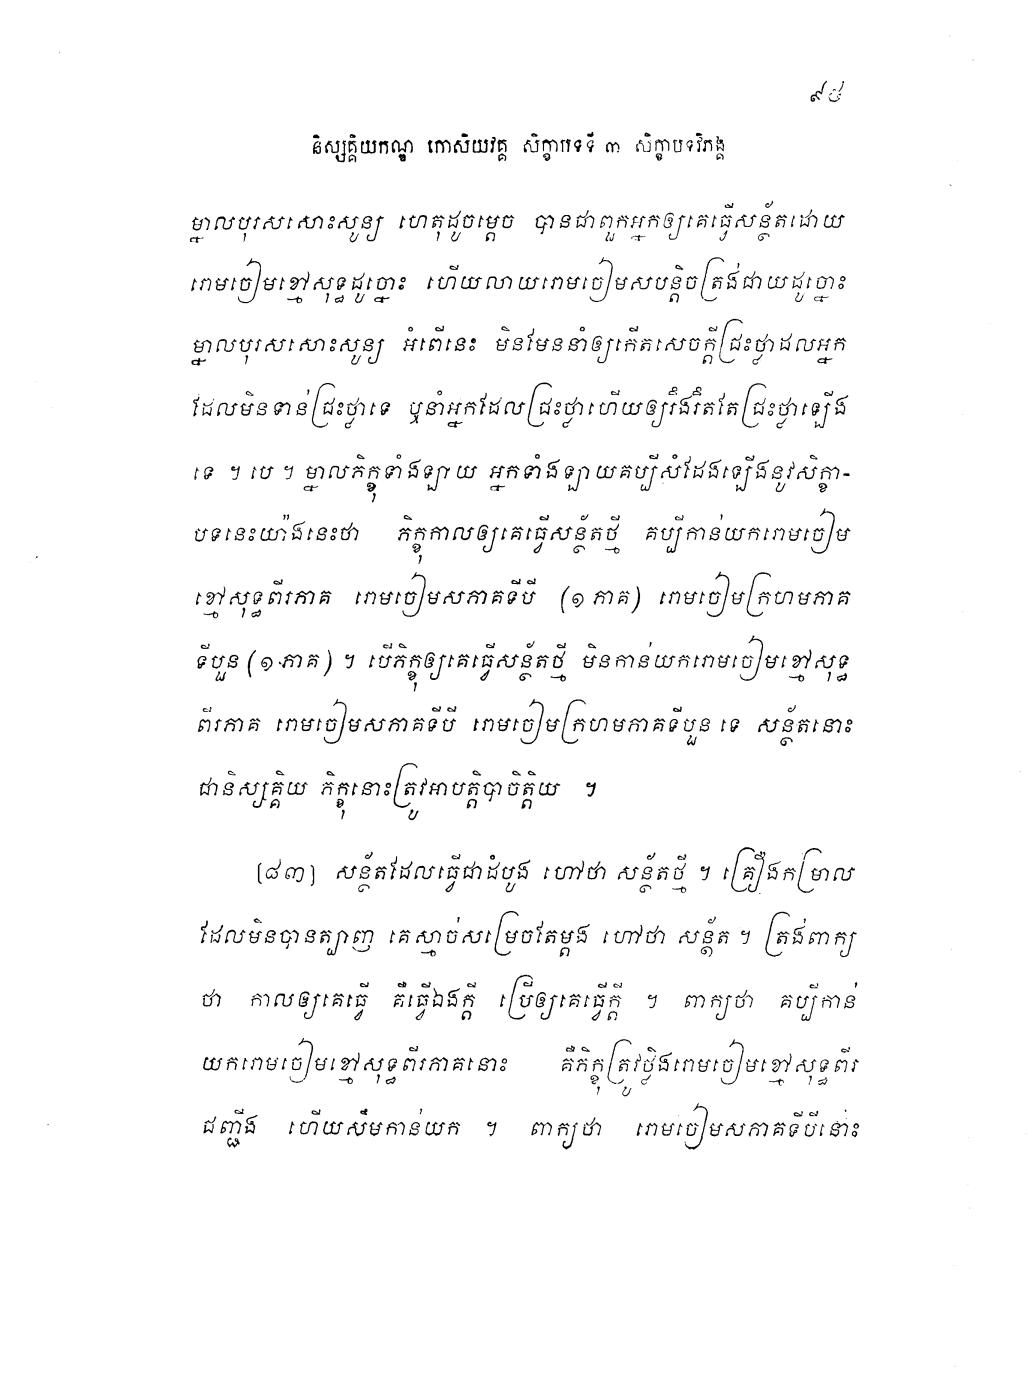 ៩៥
និស្សគ្គិយកណ្ឌ កោសិយវគ្គ សិក្ខាបទទី ៣ សិក្ខាបទវិភង្គ
ម្នាលបុរសសោះសូន្យ ហេតុដូចម្តេច បានជាពួកអ្នកឲ្យគេធ្វើសន្ថ័តដោយ
រោមចៀមខ្មៅសុទ្ធដូច្នោះ ហើយលាយរោមចៀមសបន្តិចត្រង់ជាយដូច្នោះ
ម្នាលបុរសសោះសូន្យ អំពើនេះ មិនមែននាំឲ្យកើតសេចក្តីជ្រះថ្លាដល់អ្នក
ដែលមិនទាន់ជ្រះថ្លាទេ ឬនាំអ្នកដែលជ្រះថ្លាហើយឲ្យរឹងរឹតតែជ្រះថ្លាឡើង
ទេ ។ បេ ។ ម្នាលភិក្ខុទាំងឡាយ អ្នកទាំងឡាយគប្បីសំដែងឡើងនូវសិក្ខា-
បទនេះយ៉ាងនេះថា ភិក្ខុកាលឲ្យគេធ្វើសន្ថ័តថ្មី គប្បីកាន់យករោមចៀម
ខ្មៅសុទ្ធពីរភាគ រោមចៀមសភាគទីបី (១ ភាគ) រោមចៀមក្រហមភាគ
ទីបួន (១ ភាគ) ។ បើភិក្ខុឲ្យគេធ្វើសន្ថ័តថ្មី មិនកាន់យករោមចៀមខ្មៅសុទ្ធ
ពីរភាគ រោមចៀមសភាគទីបី រោមចៀមក្រហមភាគទីបួន ទេ សន្ថ័តនោះ
ជានិស្សគ្គិយ ភិក្ខុនោះត្រូវអាបត្តិបាចិត្តិយ ។
[៨៣] សន្ថ័តដែលធ្វើជាដំបូង ហៅថា សន្ថ័តថ្មី ។ គ្រឿងកម្រាល
ដែលមិនបានត្បាញ គេស្មាច់សម្រេចតែម្តង ហៅថា សន្ថ័ត ។ ត្រង់ពាក្យ
ថា កាលឲ្យគេធ្វើ គឺធ្វើឯងក្តី ប្រើឲ្យគេធ្វើក្តី ។ ពាក្យថា គប្បីកាន់
យករោមចៀមខ្មៅសុទ្ធពីរភាគនោះ គឺភិក្ខុត្រូវថ្លឹងរោមចៀមខ្មៅសុទ្ធពីរ
ជញ្ជីង ហើយសឹមកាន់យក ។ ពាក្យថា រោមចៀមសភាគទីបីនោះ